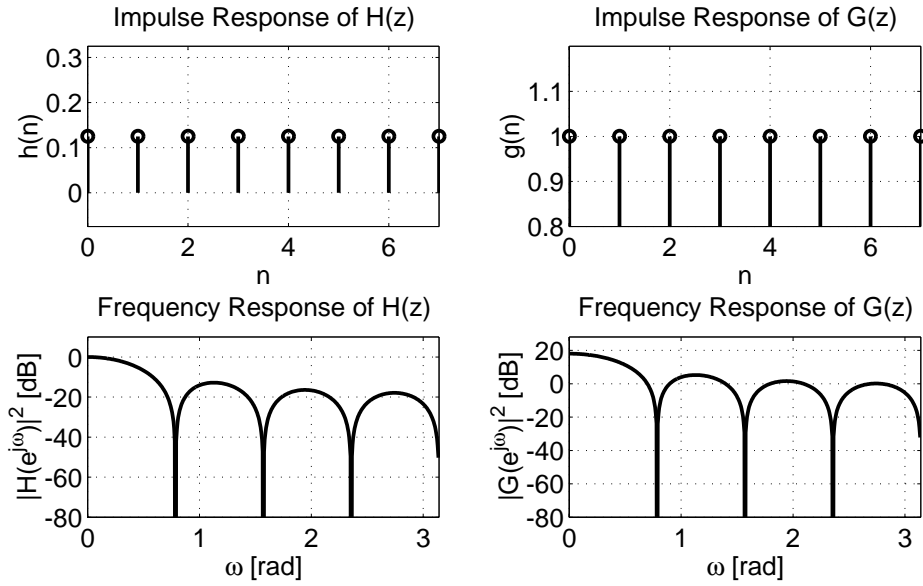 Impulse Response of H(z)
h(n)
0.3
0.2
0.1
0
0 2 4 6
n
Impulse Response of G(z)
g(n)
1.1
1
0.9
0.8
0 2 4 6
n
Frequency Response of H(z)
|H(e^{jω})|² [dB]
0
-20
-40
-60
-80
0 1 2 3
ω [rad]
Frequency Response of G(z)
|G(e^{jω})|² [dB]
20
0
-20
-40
-60
-80
0 1 2 3
ω [rad]